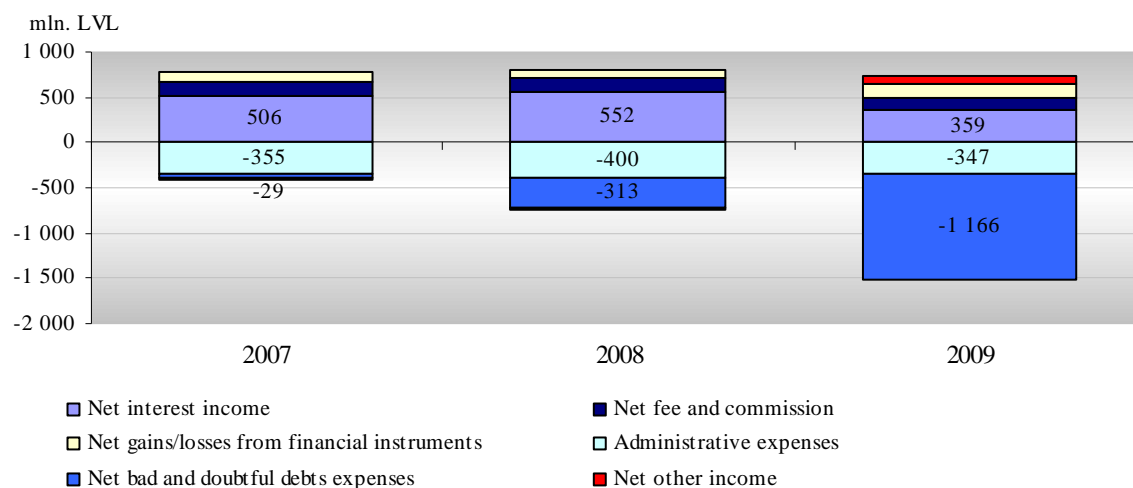 mln. LVL
1 000
500
0
-500
-1 000
-1 500
-2 000
506
552
359
-355
-400
-347
-29
-313
-1 166
2007
2008
2009
Net interest income
Net fee and commission
Net gains/losses from financial instruments
Administrative expenses
Net bad and doubtful debts expenses
Net other income